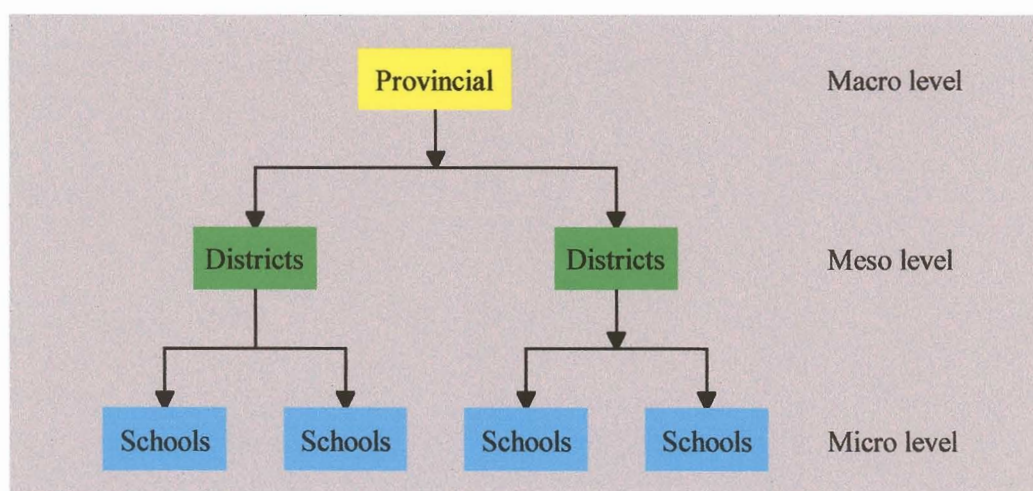 Provincial Macro level
Districts Districts Meso level
Schools Schools Schools Schools Micro level